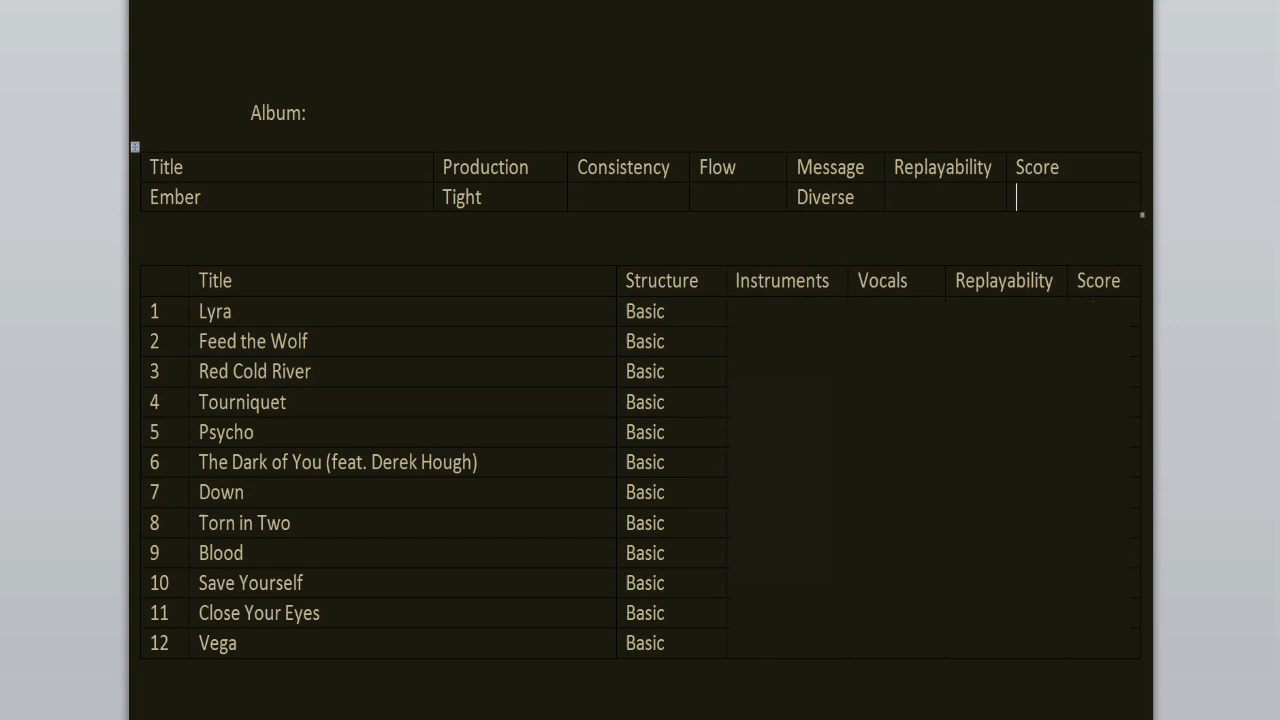 Album:
Title Production Consistency Flow Message Replayability Score
Ember Tight Diverse
Title Structure Instruments Vocals Replayability Score
1 Lyra Basic
2 Feed the Wolf Basic
3 Red Cold River Basic
4 Tourniquet Basic
5 Psycho Basic
6 The Dark of You (feat. Derek Hough) Basic
7 Down Basic
8 Torn in Two Basic
9 Blood Basic
10 Save Yourself Basic
11 Close Your Eyes Basic
12 Vega Basic